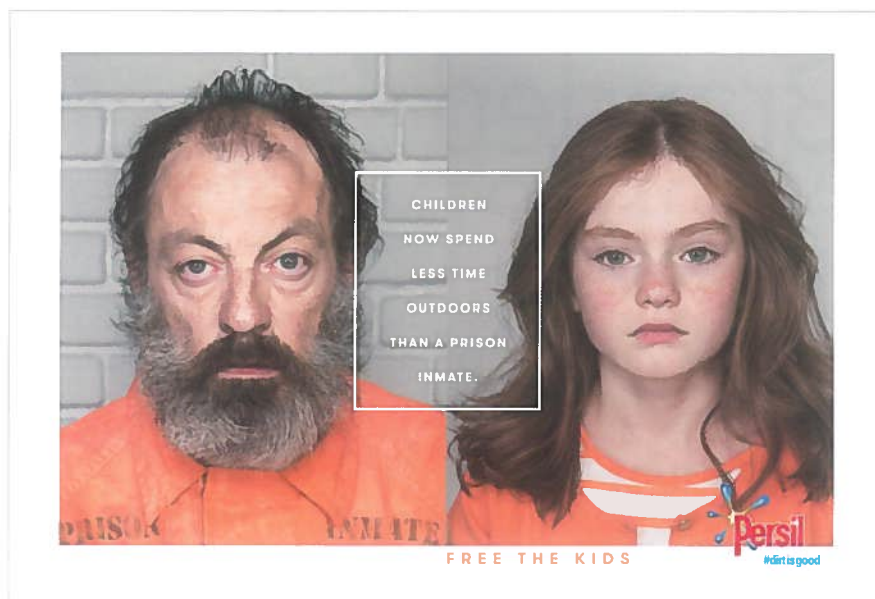 CHILDREN
NOW SPEND
LESS TIME
OUTDOORS
THAN A PRISON
INMATE.
PRISON INMATE
FREE THE KIDS
Persil
#dirtisgood